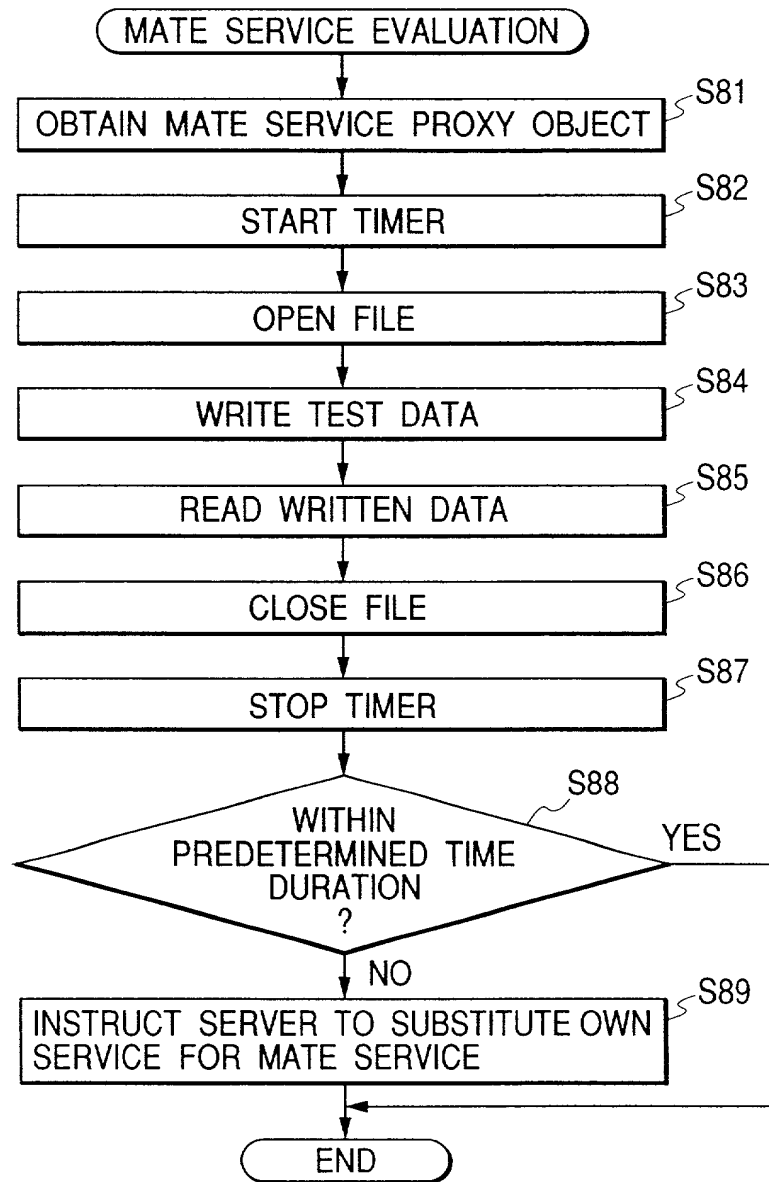 MATE SERVICE EVALUATION
S81
OBTAIN MATE SERVICE PROXY OBJECT
S82
START TIMER
S83
OPEN FILE
S84
WRITE TEST DATA
S85
READ WRITTEN DATA
S86
CLOSE FILE
S87
STOP TIMER
S88
WITHIN
PREDETERMINED TIME
DURATION
?
YES
NO
S89
INSTRUCT SERVER TO SUBSTITUTE OWN
SERVICE FOR MATE SERVICE
END